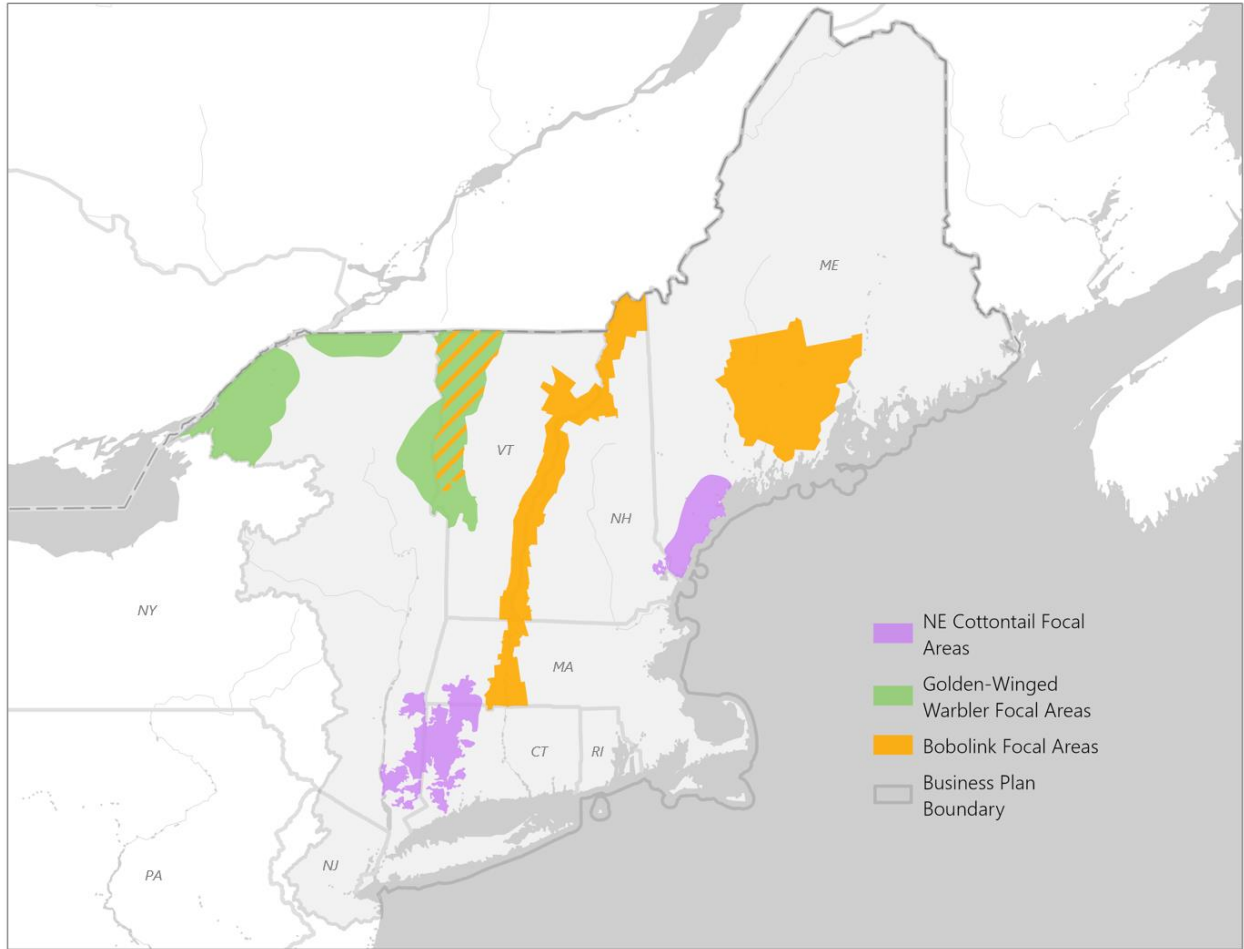 ME
VT
NH
NY
MA
CT
RI
NJ
PA
NE Cottontail Focal
Areas
Golden-Winged
Warbler Focal Areas
Bobolink Focal Areas
Business Plan
Boundary